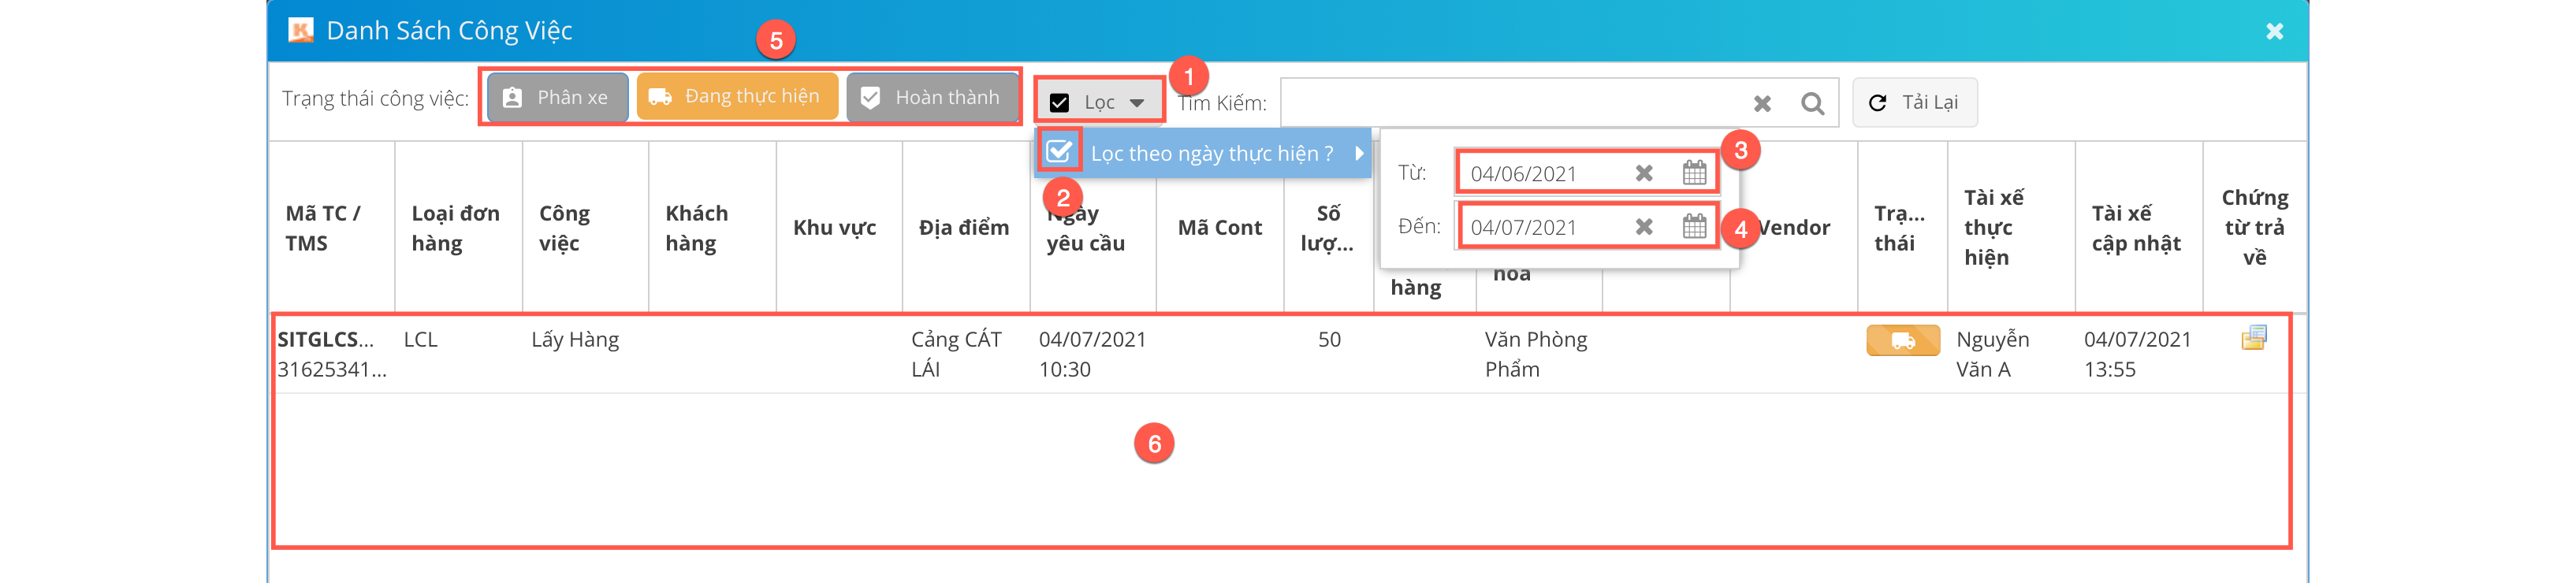 K Danh Sách Công Việc
5
Trạng thái công việc: Phân xe Đang thực hiện Hoàn thành Lọc 1 Tìm Kiếm: Tải Lại
Lọc theo ngày thực hiện ?
2
Từ: 04/06/2021 3
Đến: 04/07/2021 4
Mã TC /
TMS
Loại đơn
hàng
Công
việc
Khách
hàng
Khu vực
Địa điểm
Ngày
yêu cầu
Mã Cont
Số
lượ...
hàng
hoá
Vendor
Trạ...
thái
Tài xế
thực
hiện
Tài xế
cập nhật
Chứng
từ trả
về
SITGLCS...
31625341...
LCL
Lấy Hàng
Cảng CÁT
LÁI
04/07/2021
10:30
50
Văn Phòng
Phẩm
Nguyễn
Văn A
04/07/2021
13:55
6